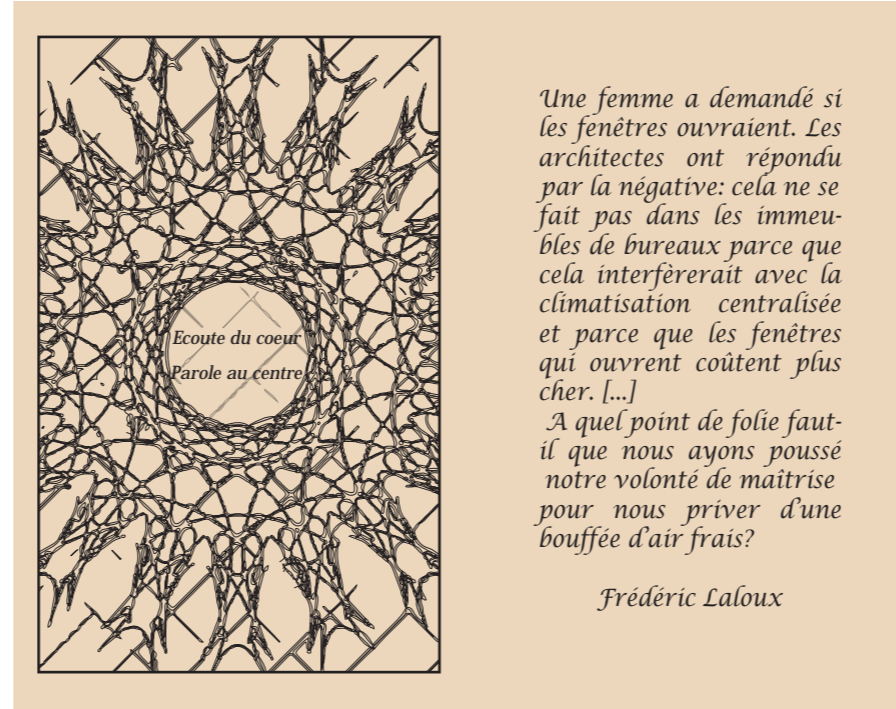 Ecoute du coeur
Parole au centre
Une femme a demandé si
les fenêtres ouvraient. Les
architectes ont répondu
par la négative: cela ne se
fait pas dans les immeu-
bles de bureaux parce que
cela interfèrerait avec la
climatisation centralisée
et parce que les fenêtres
qui ouvrent coûtent plus
cher. [...]
A quel point de folie faut-
il que nous ayons poussé
notre volonté de maîtrise
pour nous priver d'une
bouffée d'air frais?
Frédéric Laloux